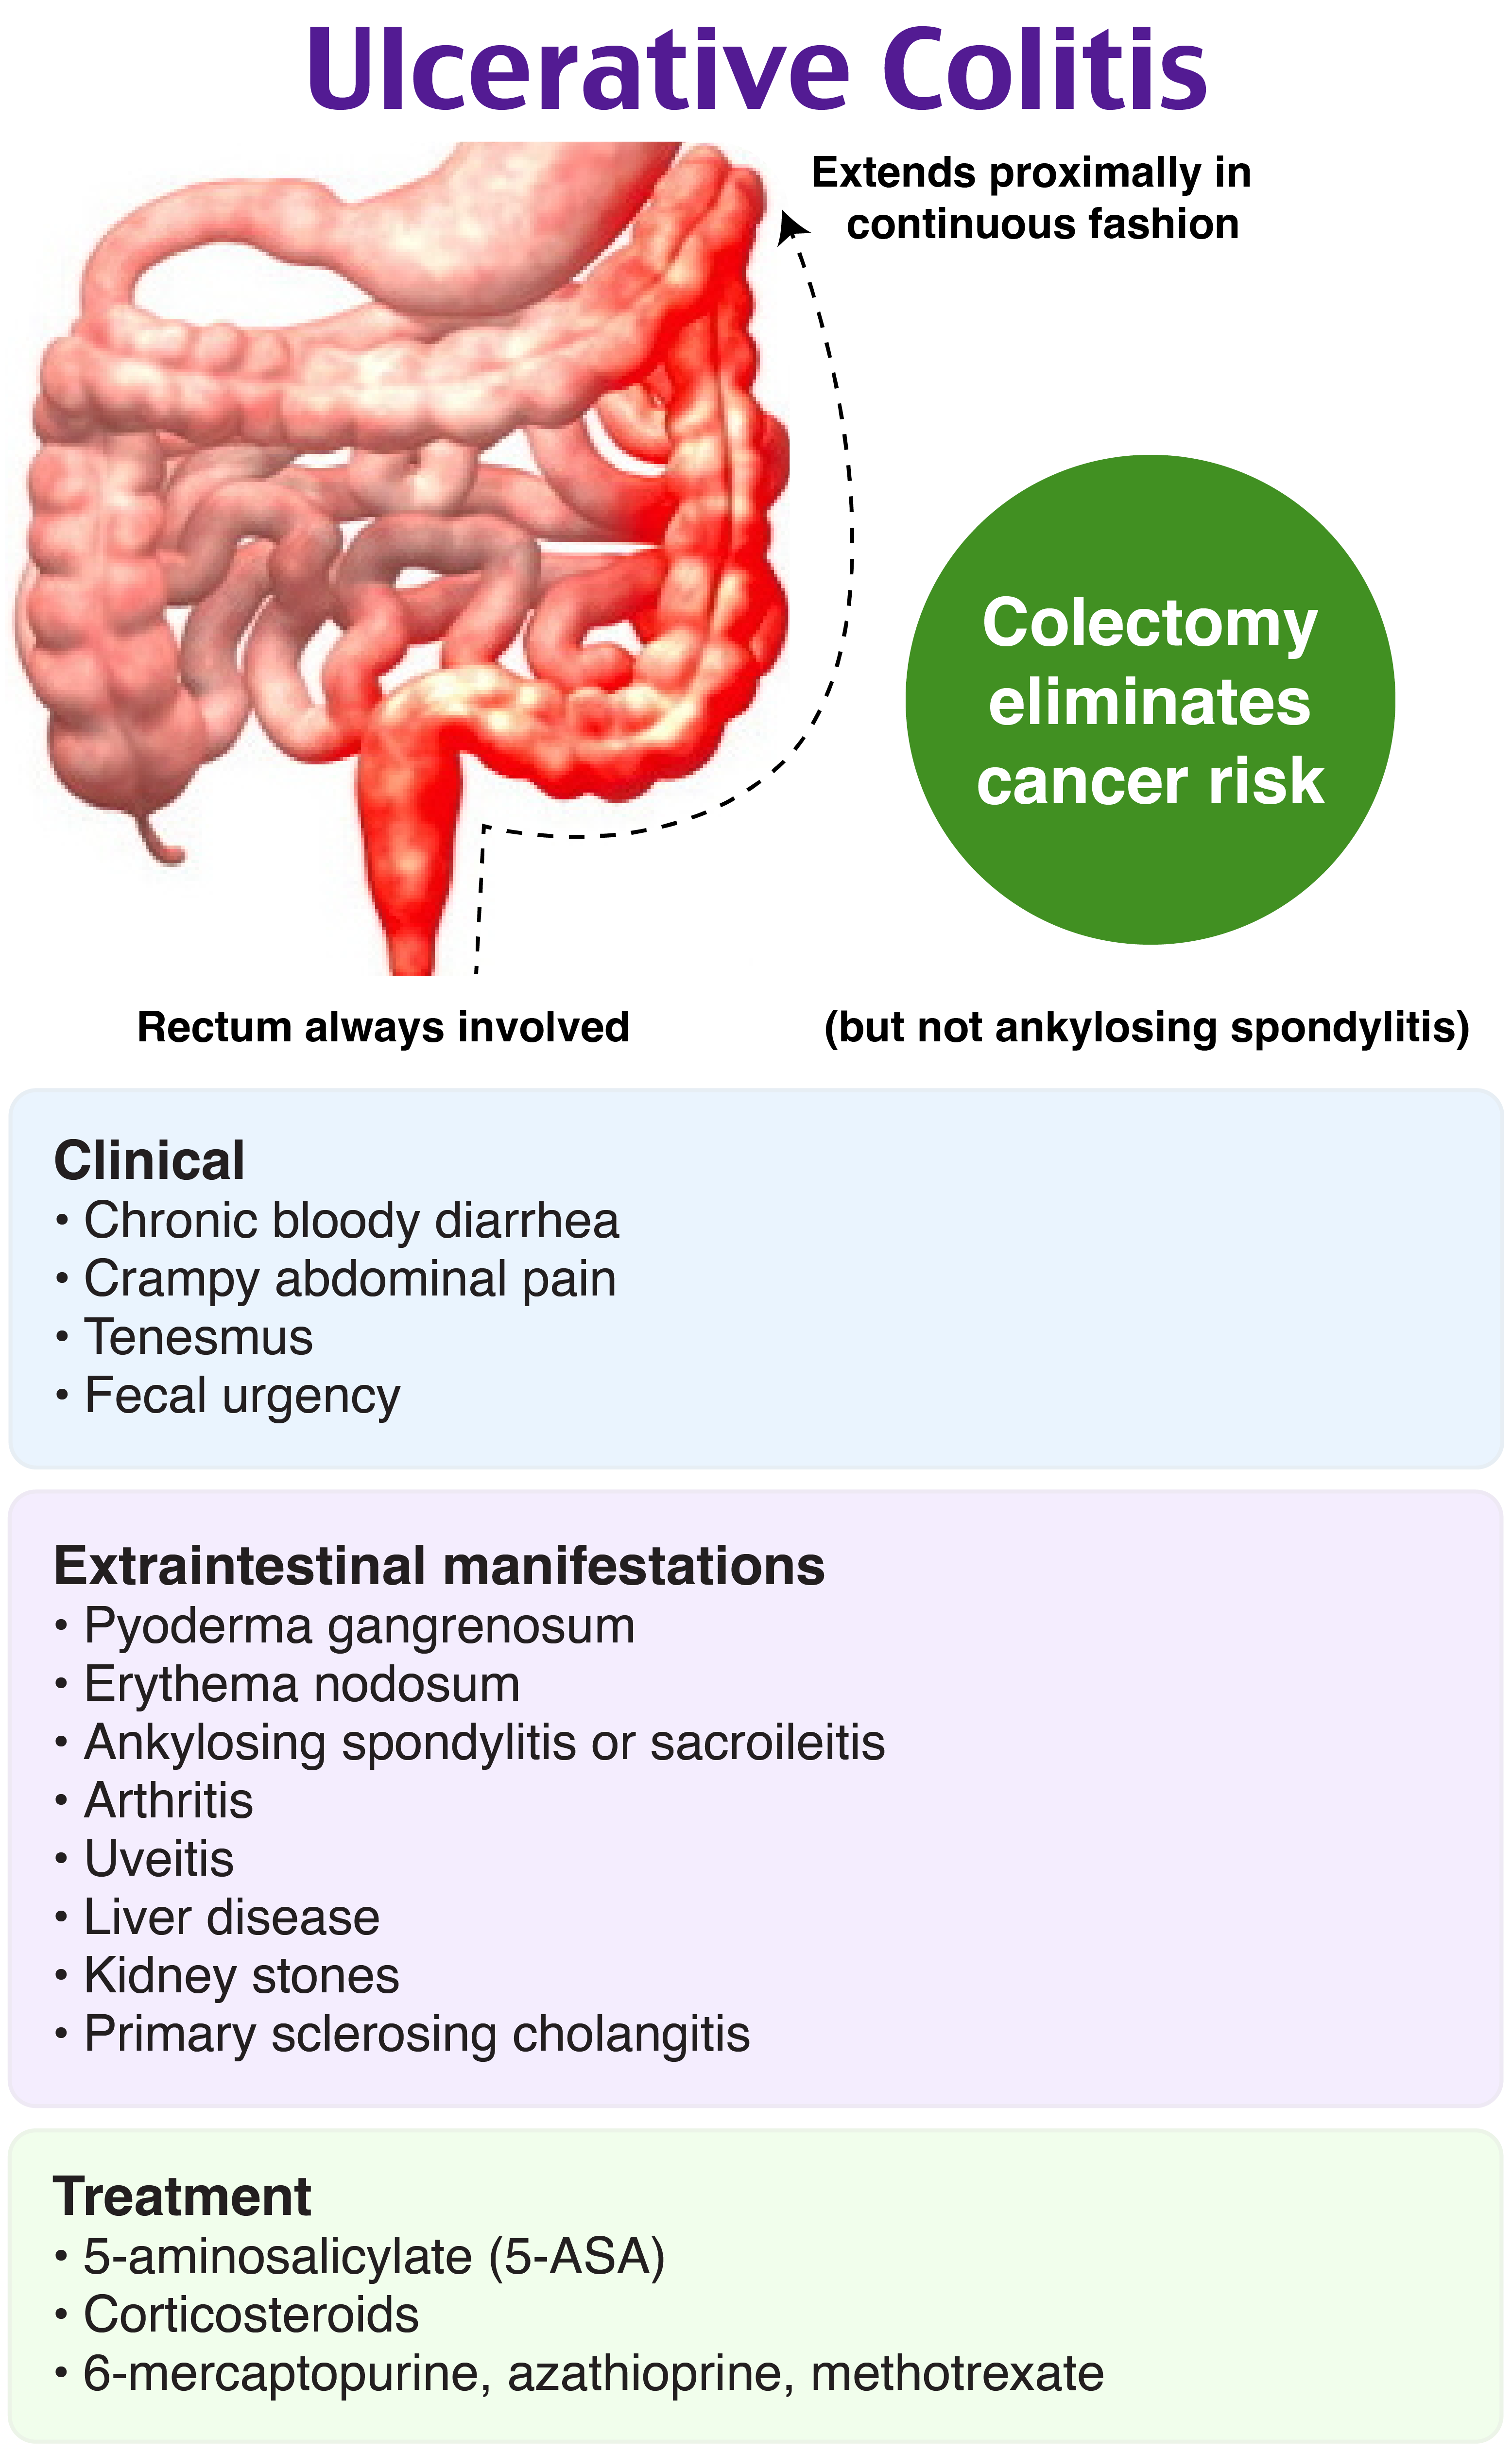 Ulcerative Colitis
Extends proximally in
continuous fashion
Colectomy
eliminates
cancer risk
Rectum always involved
(but not ankylosing spondylitis)
Clinical
• Chronic bloody diarrhea
• Crampy abdominal pain
• Tenesmus
• Fecal urgency
Extraintestinal manifestations
• Pyoderma gangrenosum
• Erythema nodosum
• Ankylosing spondylitis or sacroileitis
• Arthritis
• Uveitis
• Liver disease
• Kidney stones
• Primary sclerosing cholangitis
Treatment
• 5-aminosalicylate (5-ASA)
• Corticosteroids
• 6-mercaptopurine, azathioprine, methotrexate